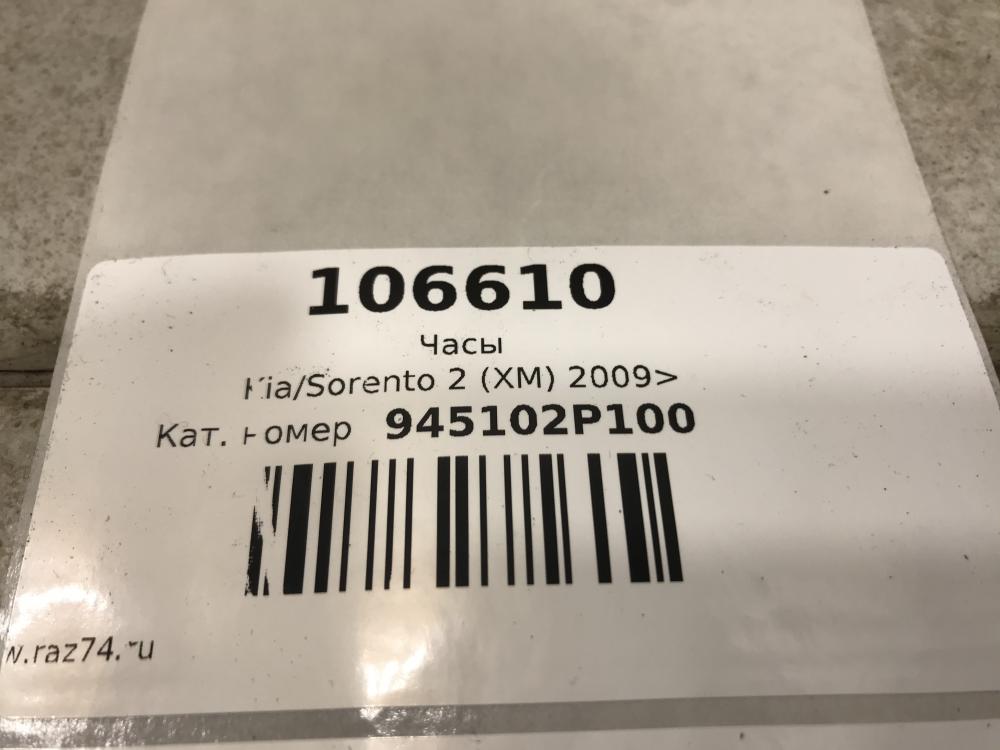 106610
Часы
Kia/Sorento 2 (XM) 2009>
Кат. номер 945102P100
w.raz74.ru